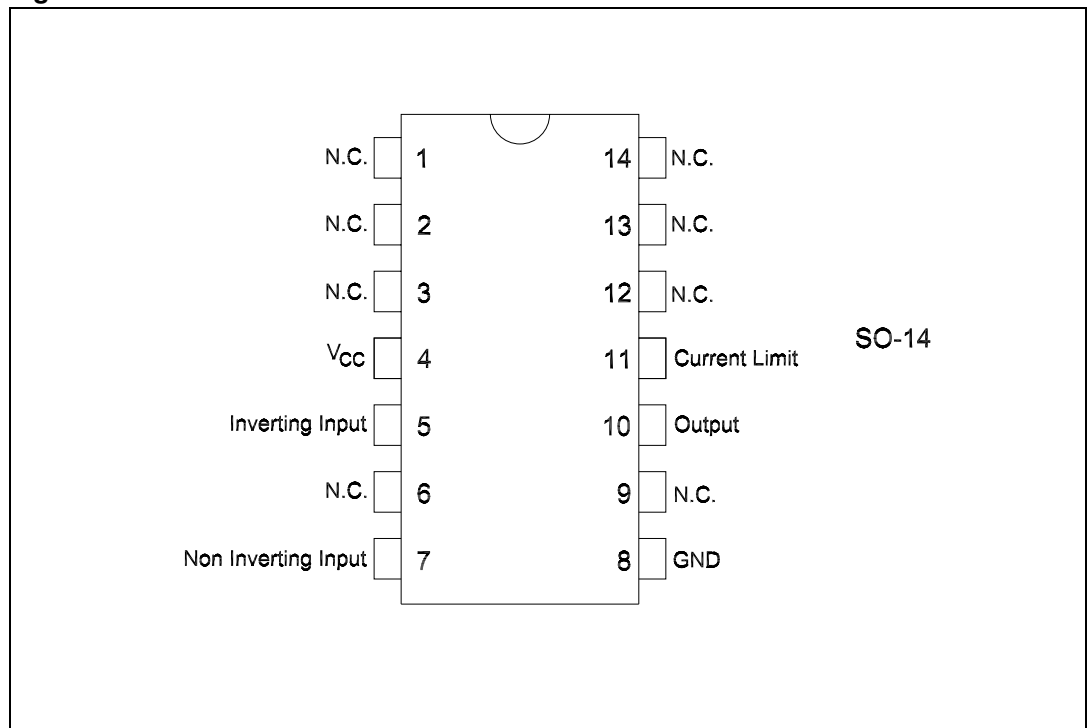 N.C. 1 14 N.C.
N.C. 2 13 N.C.
N.C. 3 12 N.C.
VCC 4 11 Current Limit
SO-14
Inverting Input 5 10 Output
N.C. 6 9 N.C.
Non Inverting Input 7 8 GND